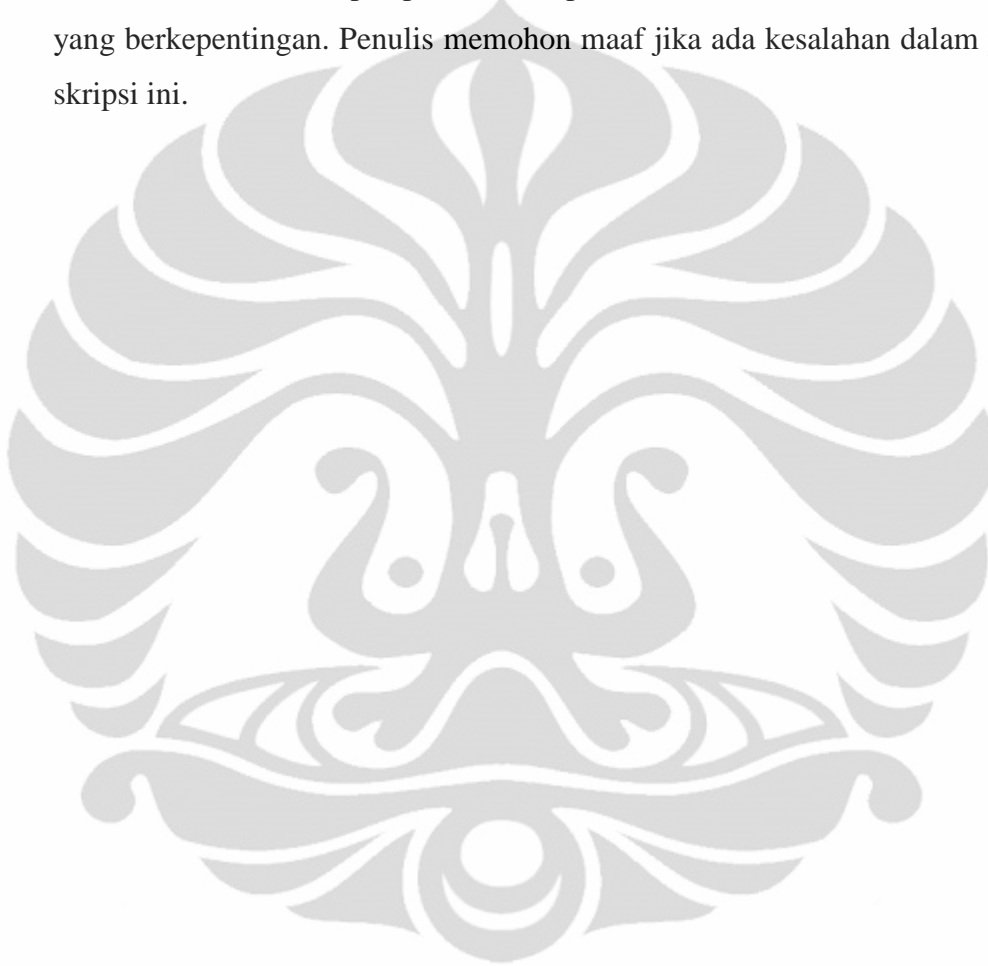 yang berkepentingan. Penulis memohon maaf jika ada kesalahan dalam
skripsi ini.